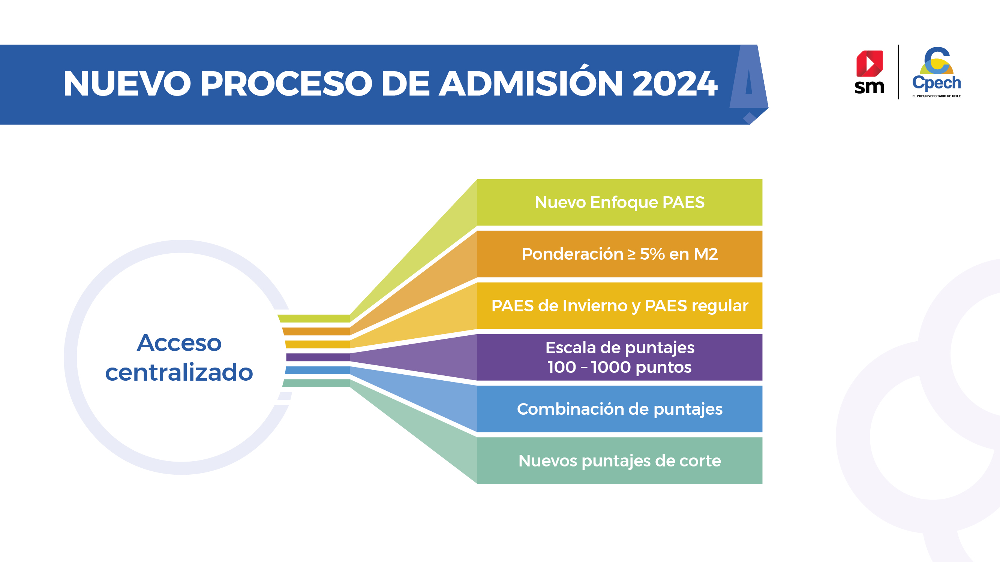 NUEVO PROCESO DE ADMISIÓN 2024
sm
Cpech
EL PREUNIVERSITARIO DE CHILE
Acceso
centralizado
Nuevo Enfoque PAES
Ponderación ≥ 5% en M2
PAES de Invierno y PAES regular
Escala de puntajes
100 – 1000 puntos
Combinación de puntajes
Nuevos puntajes de corte